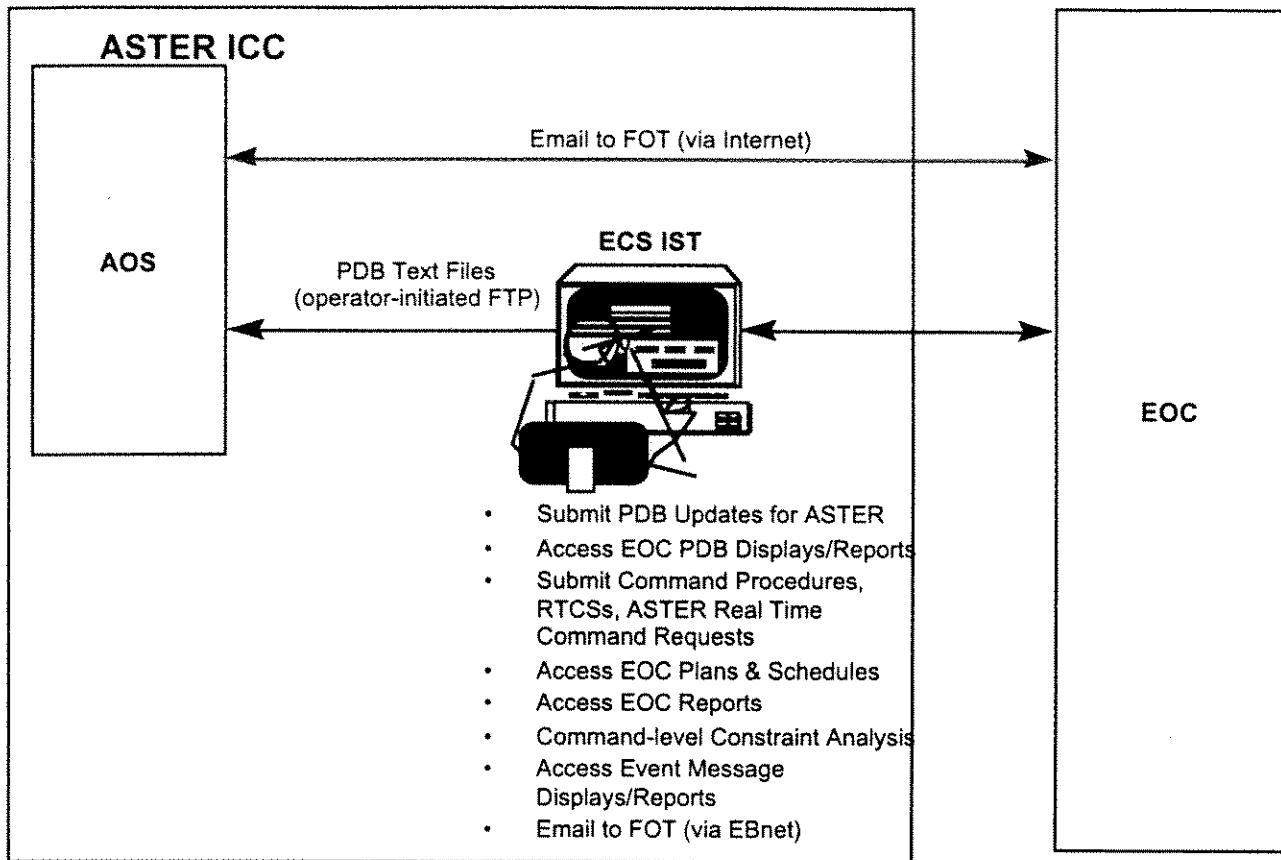 ASTER ICC
Email to FOT (via Internet)
AOS
ECS IST
PDB Text Files
(operator-initiated FTP)
EOC
• Submit PDB Updates for ASTER
• Access EOC PDB Displays/Reports
• Submit Command Procedures,
RTCSs, ASTER Real Time
Command Requests
• Access EOC Plans & Schedules
• Access EOC Reports
• Command-level Constraint Analysis
• Access Event Message
Displays/Reports
• Email to FOT (via EBnet)